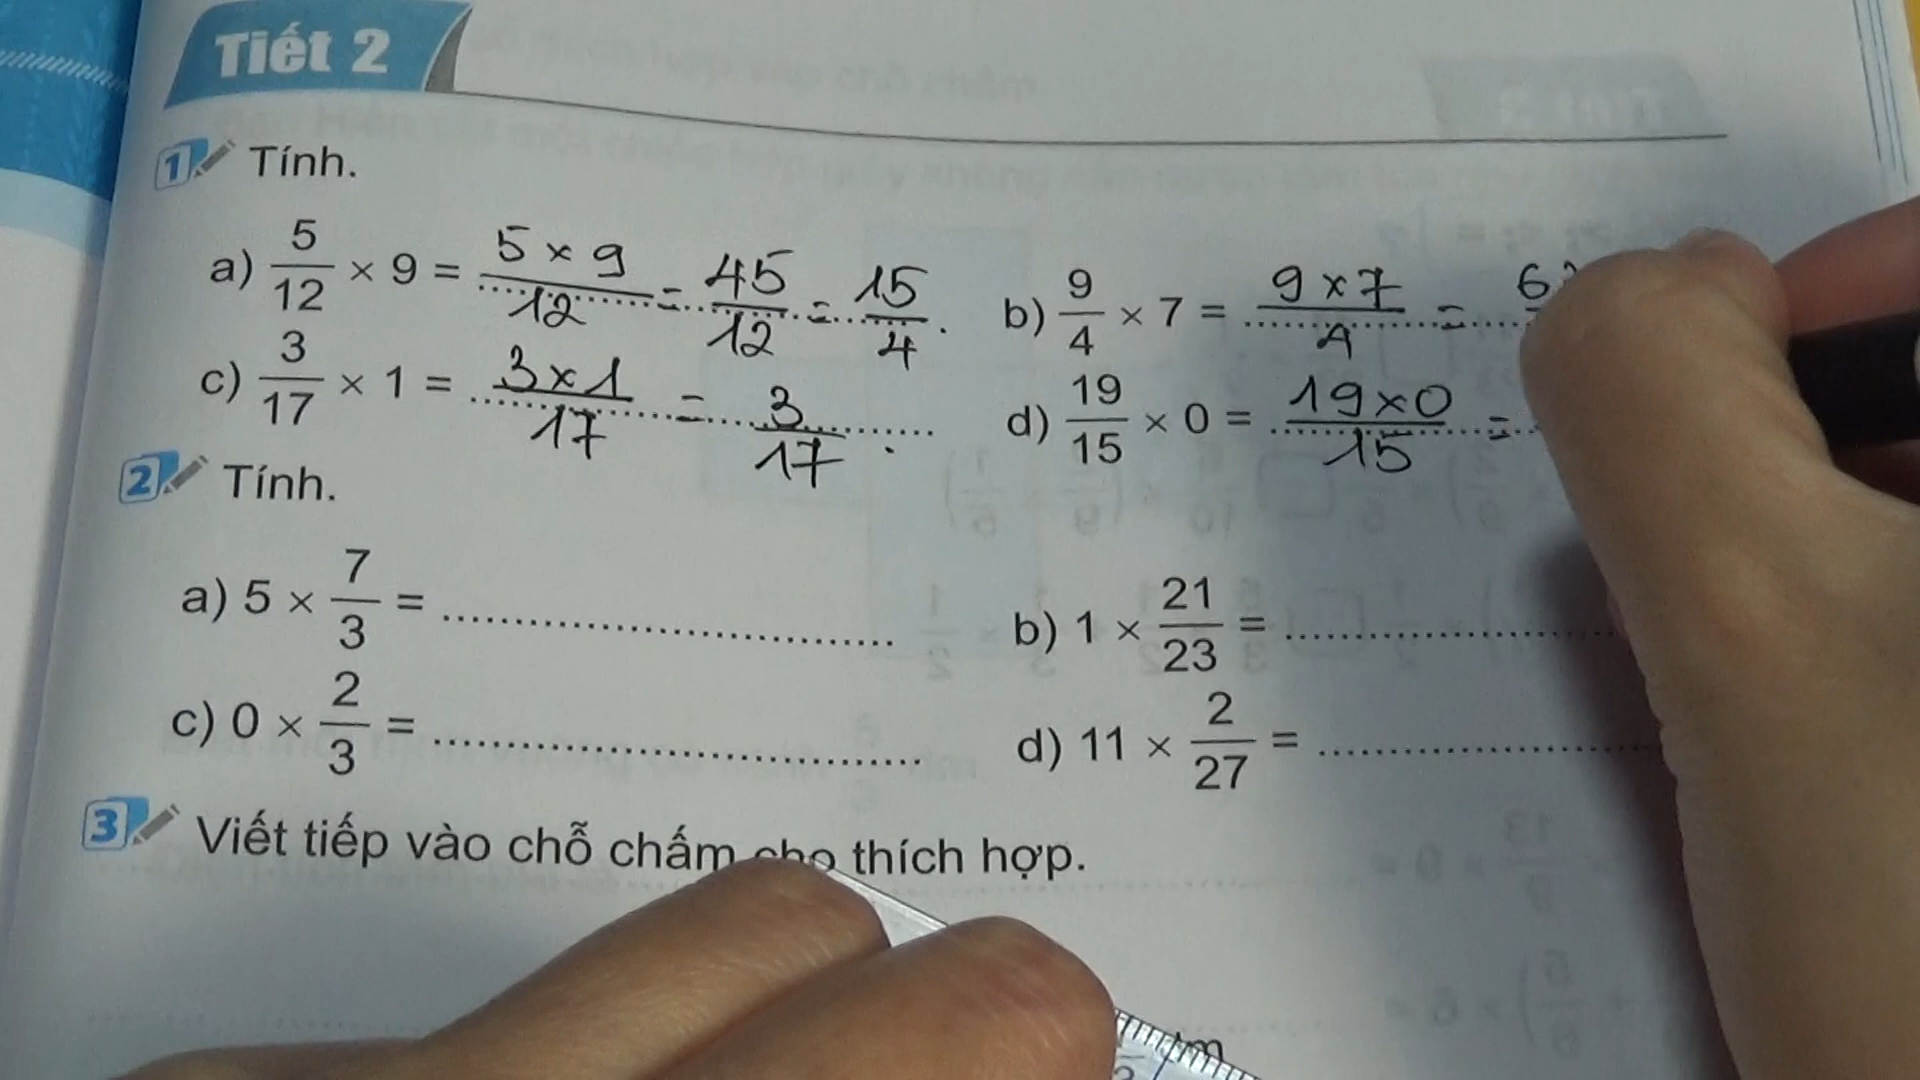 Tiết 2
1 Tính.
a) 5/12 × 9 = 5 × 9/12 = 45/12 = 15/4. b) 9/4 × 7 = 9 × 7/4 = 6
c) 3/17 × 1 = 3 × 1/17 = 3/17. d) 19/15 × 0 = 19 × 0/15 =
2 Tính.
a) 5 × 7/3 = .............................. b) 1 × 21/23 = ......................
c) 0 × 2/3 = .............................. d) 11 × 2/27 = ......................
3 Viết tiếp vào chỗ chấm cho thích hợp.